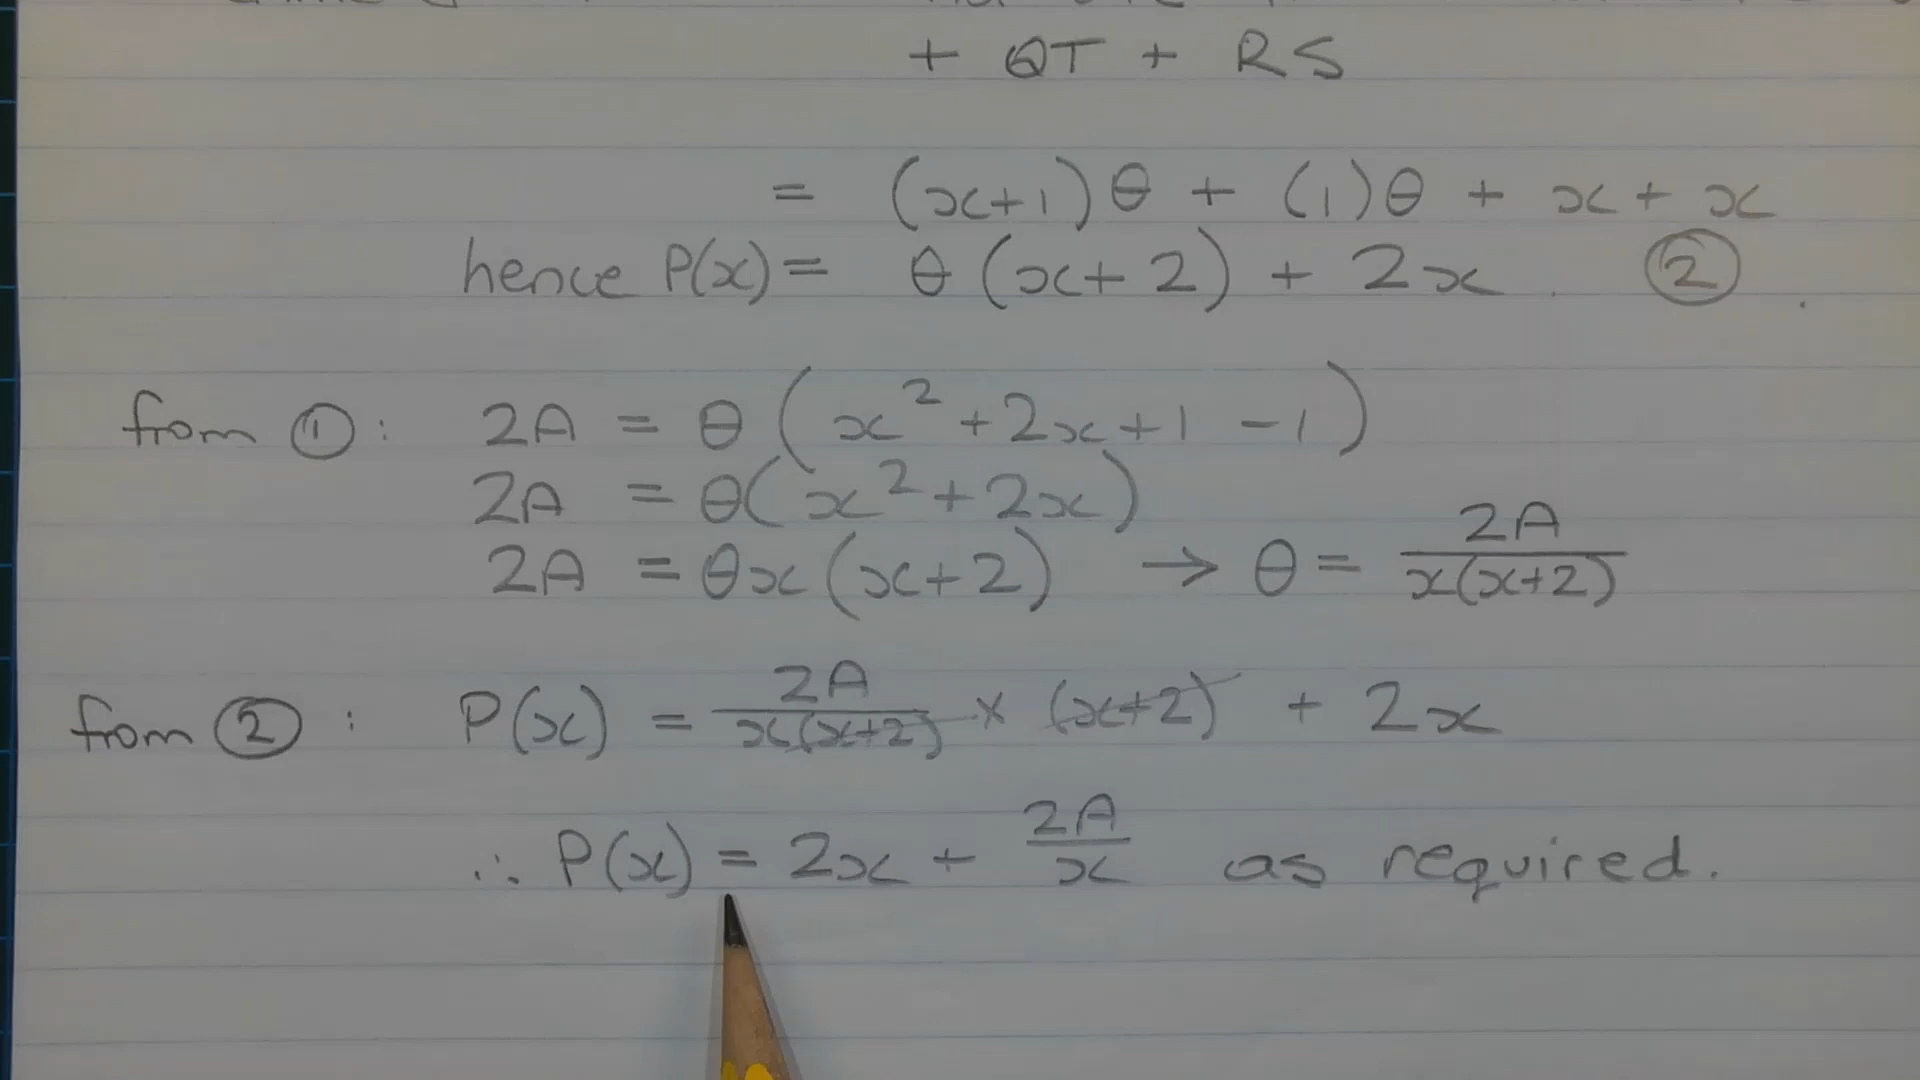 + QT + RS
= (x+1)θ + (1)θ + x + x
hence P(x) = θ(x+2) + 2x. ②
from ①: 2A = θ(x² + 2x + 1 - 1)
2A = θ(x² + 2x)
2A = θx(x+2) → θ = 2A/x(x+2)
from ②: P(x) = 2A/x(x+2) × (x+2) + 2x
∴ P(x) = 2x + 2A/x as required.